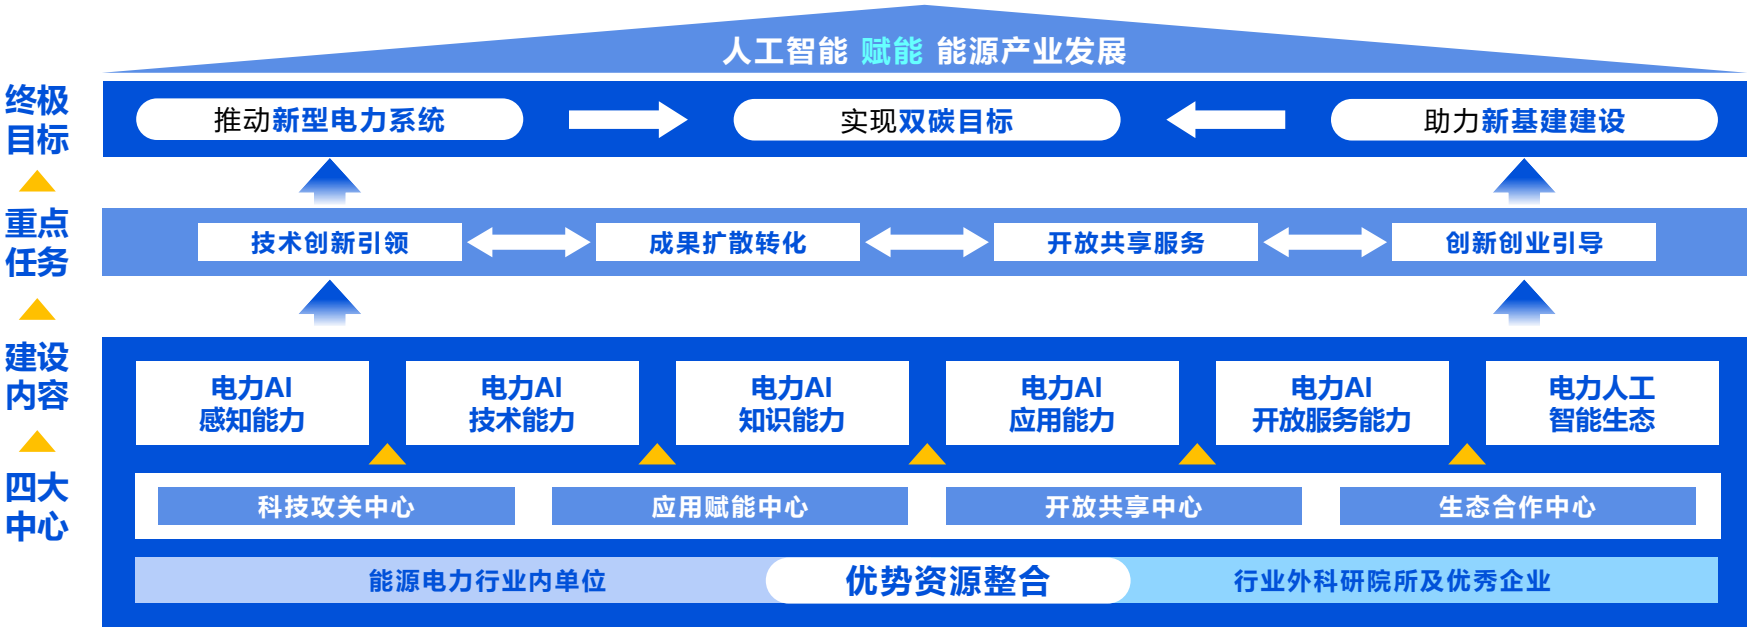 人工智能 赋能 能源产业发展
终极
目标
推动新型电力系统
实现双碳目标
助力新基建建设
重点
任务
技术创新引领
成果扩散转化
开放共享服务
创新创业引导
建设
内容
电力AI
感知能力
电力AI
技术能力
电力AI
知识能力
电力AI
应用能力
电力AI
开放服务能力
电力人工
智能生态
四大
中心
科技攻关中心
应用赋能中心
开放共享中心
生态合作中心
能源电力行业内单位
优势资源整合
行业外科研院所及优秀企业